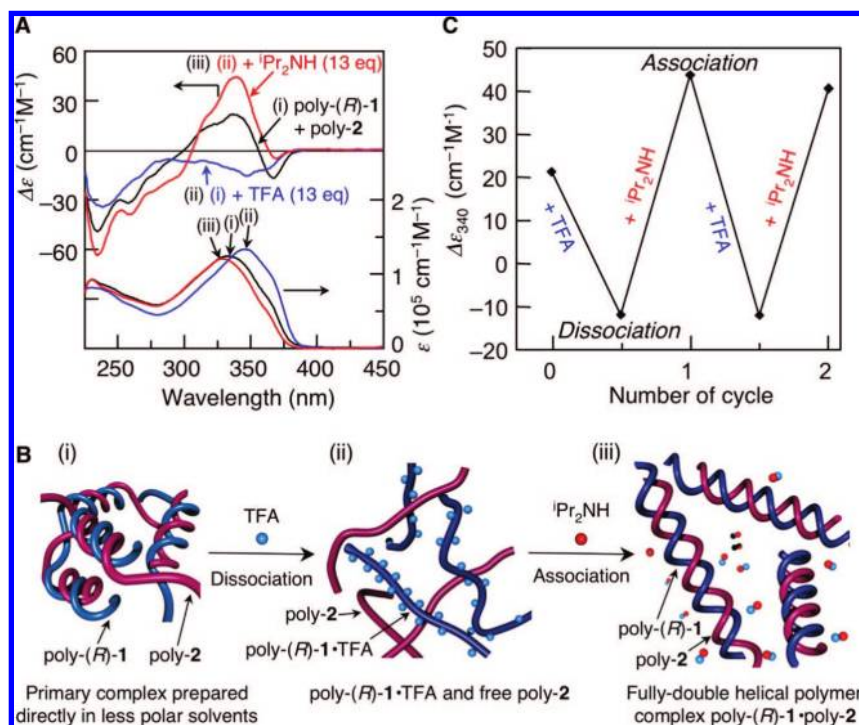 A
60
30
0
−30
−60
Δε (cm⁻¹M⁻¹)
(iii) (ii) + ⁱPr₂NH (13 eq)
(i) poly-(R)-1
+ poly-2
(ii) (i) + TFA (13 eq)
(iii) (i) (ii)
2
1
0
ε (10⁵ cm⁻¹M⁻¹)
250 300 350 400 450
Wavelength (nm)
C
50
40
30
20
10
0
−10
−20
Δε₃₄₀ (cm⁻¹M⁻¹)
Association
+ TFA
+ ⁱPr₂NH
+ TFA
+ ⁱPr₂NH
Dissociation
0 1 2
Number of cycle
B
(i)
poly-(R)-1 poly-2
Primary complex prepared
directly in less polar solvents
TFA
Dissociation
(ii)
poly-2
poly-(R)-1•TFA
poly-(R)-1•TFA and free poly-2
ⁱPr₂NH
Association
(iii)
poly-(R)-1
poly-2
Fully-double helical polymer
complex poly-(R)-1•poly-2